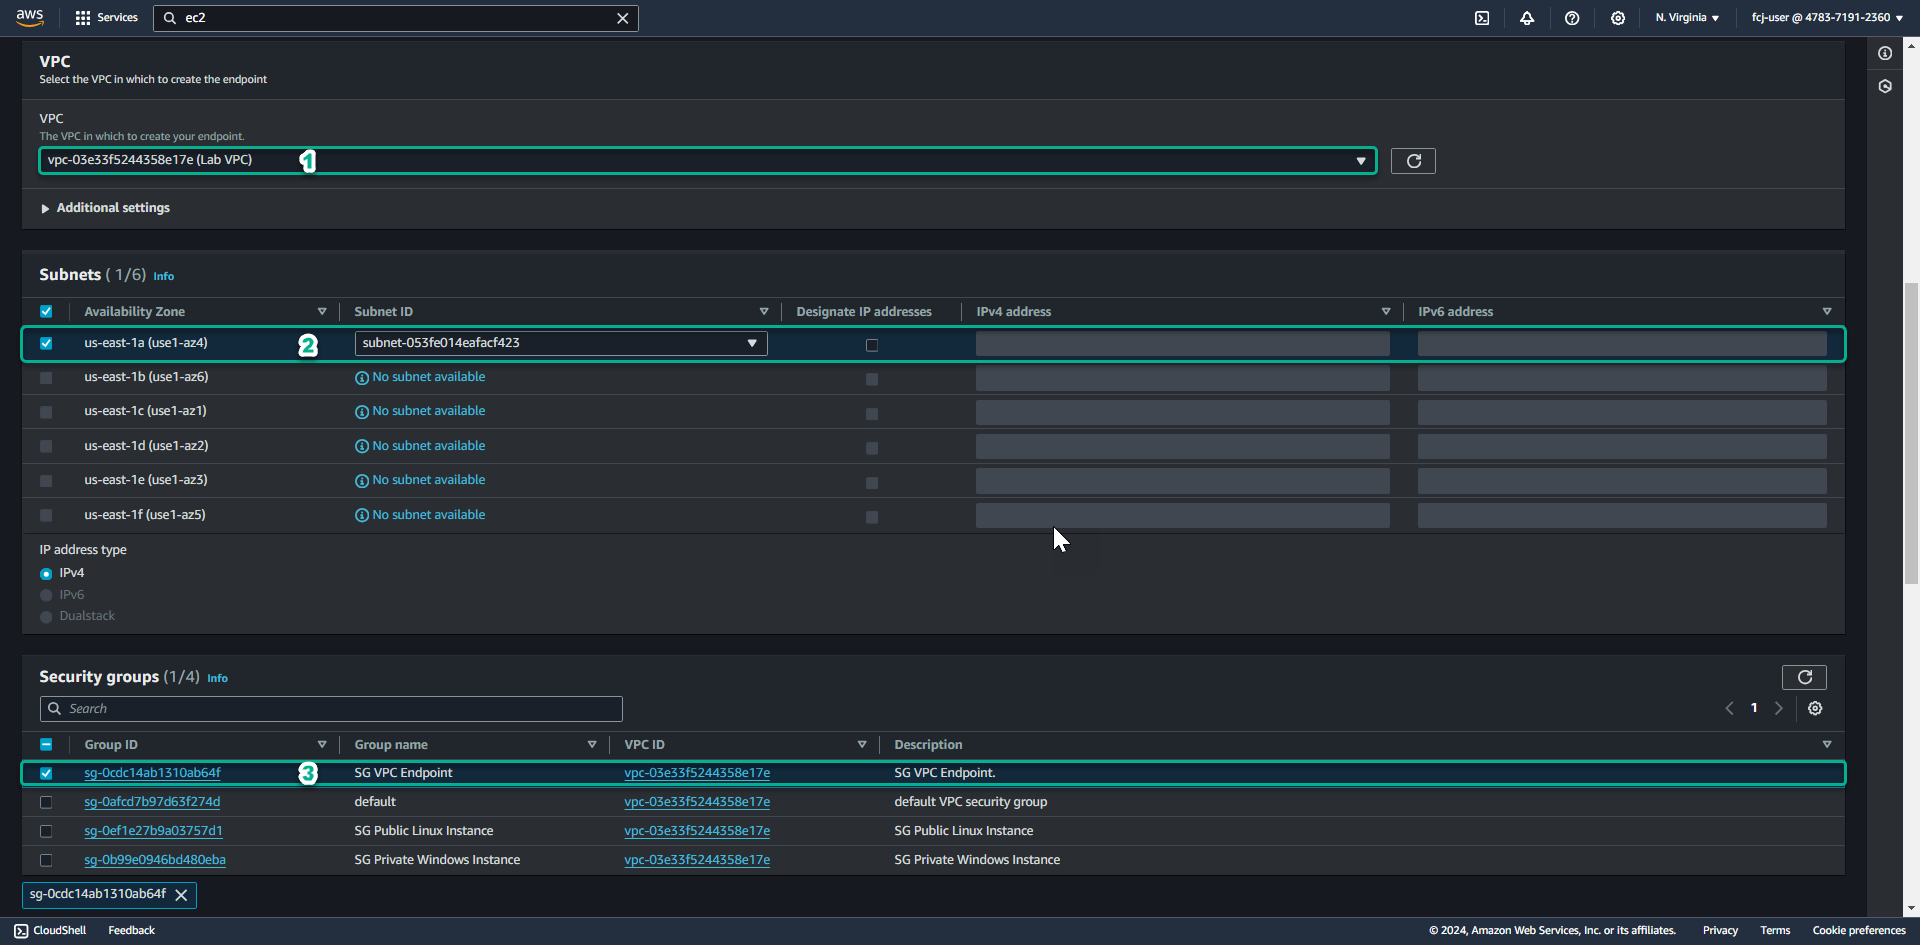 aws Services ec2 N. Virginia fcj-user @ 4783-7191-2360
VPC
Select the VPC in which to create the endpoint
VPC
The VPC in which to create your endpoint.
vpc-03e33f5244358e17e (Lab VPC) 1
Additional settings
Subnets ( 1/6) Info
Availability Zone Subnet ID Designate IP addresses IPv4 address IPv6 address
us-east-1a (use1-az4) 2 subnet-053fe014eafacf423
us-east-1b (use1-az6) No subnet available
us-east-1c (use1-az1) No subnet available
us-east-1d (use1-az2) No subnet available
us-east-1e (use1-az3) No subnet available
us-east-1f (use1-az5) No subnet available
IP address type
IPv4
IPv6
Dualstack
Security groups (1/4) Info
Search 1
Group ID Group name VPC ID Description
sg-0cdc14ab1310ab64f 3 SG VPC Endpoint vpc-03e33f5244358e17e SG VPC Endpoint.
sg-0afcd7b97d63f274d default vpc-03e33f5244358e17e default VPC security group
sg-0ef1e27b9a03757d1 SG Public Linux Instance vpc-03e33f5244358e17e SG Public Linux Instance
sg-0b99e0946bd480eba SG Private Windows Instance vpc-03e33f5244358e17e SG Private Windows Instance
sg-0cdc14ab1310ab64f
CloudShell Feedback © 2024, Amazon Web Services, Inc. or its affiliates. Privacy Terms Cookie preferences